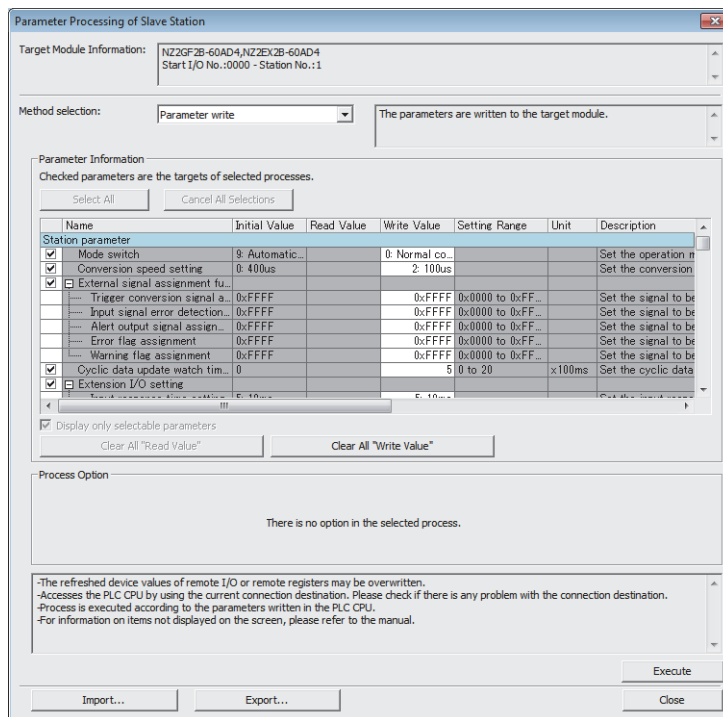 Parameter Processing of Slave Station
Target Module Information:
NZ2GF2B-60AD4,NZ2EX2B-60AD4
Start I/O No.:0000 - Station No.:1
Method selection:
Parameter write
The parameters are written to the target module.
Parameter Information
Checked parameters are the targets of selected processes.
Select All
Cancel All Selections
Name Initial Value Read Value Write Value Setting Range Unit Description
Station parameter
Mode switch 9: Automatic... 0: Normal co... Set the operation m
Conversion speed setting 0: 400us 2: 100us Set the conversion
External signal assignment fu...
Trigger conversion signal a... 0xFFFF 0xFFFF 0x0000 to 0xFF... Set the signal to be
Input signal error detection... 0xFFFF 0xFFFF 0x0000 to 0xFF... Set the signal to be
Alert output signal assign... 0xFFFF 0xFFFF 0x0000 to 0xFF... Set the signal to be
Error flag assignment 0xFFFF 0xFFFF 0x0000 to 0xFF... Set the signal to be
Warning flag assignment 0xFFFF 0xFFFF 0x0000 to 0xFF... Set the signal to be
Cyclic data update watch tim... 0 5 0 to 20 ×100ms Set the cyclic data
Extension I/O setting
Input response time setting 5: 10ms 5: 10ms Set the input respo
Display only selectable parameters
Clear All "Read Value"
Clear All "Write Value"
Process Option
There is no option in the selected process.
-The refreshed device values of remote I/O or remote registers may be overwritten.
-Accesses the PLC CPU by using the current connection destination. Please check if there is any problem with the connection destination.
-Process is executed according to the parameters written in the PLC CPU.
-For information on items not displayed on the screen, please refer to the manual.
Execute
Import...
Export...
Close